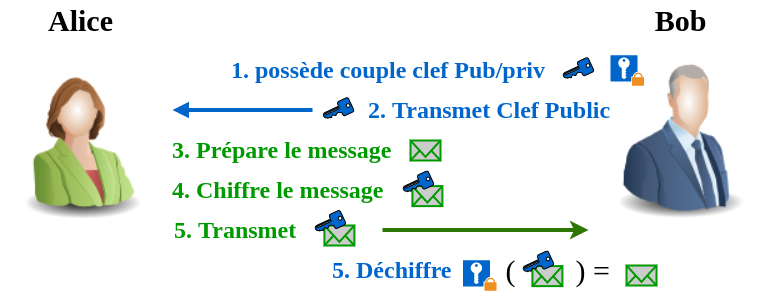 Alice
Bob
1. possède couple clef Pub/priv
2. Transmet Clef Public
3. Prépare le message
4. Chiffre le message
5. Transmet
5. Déchiffre ( ) =